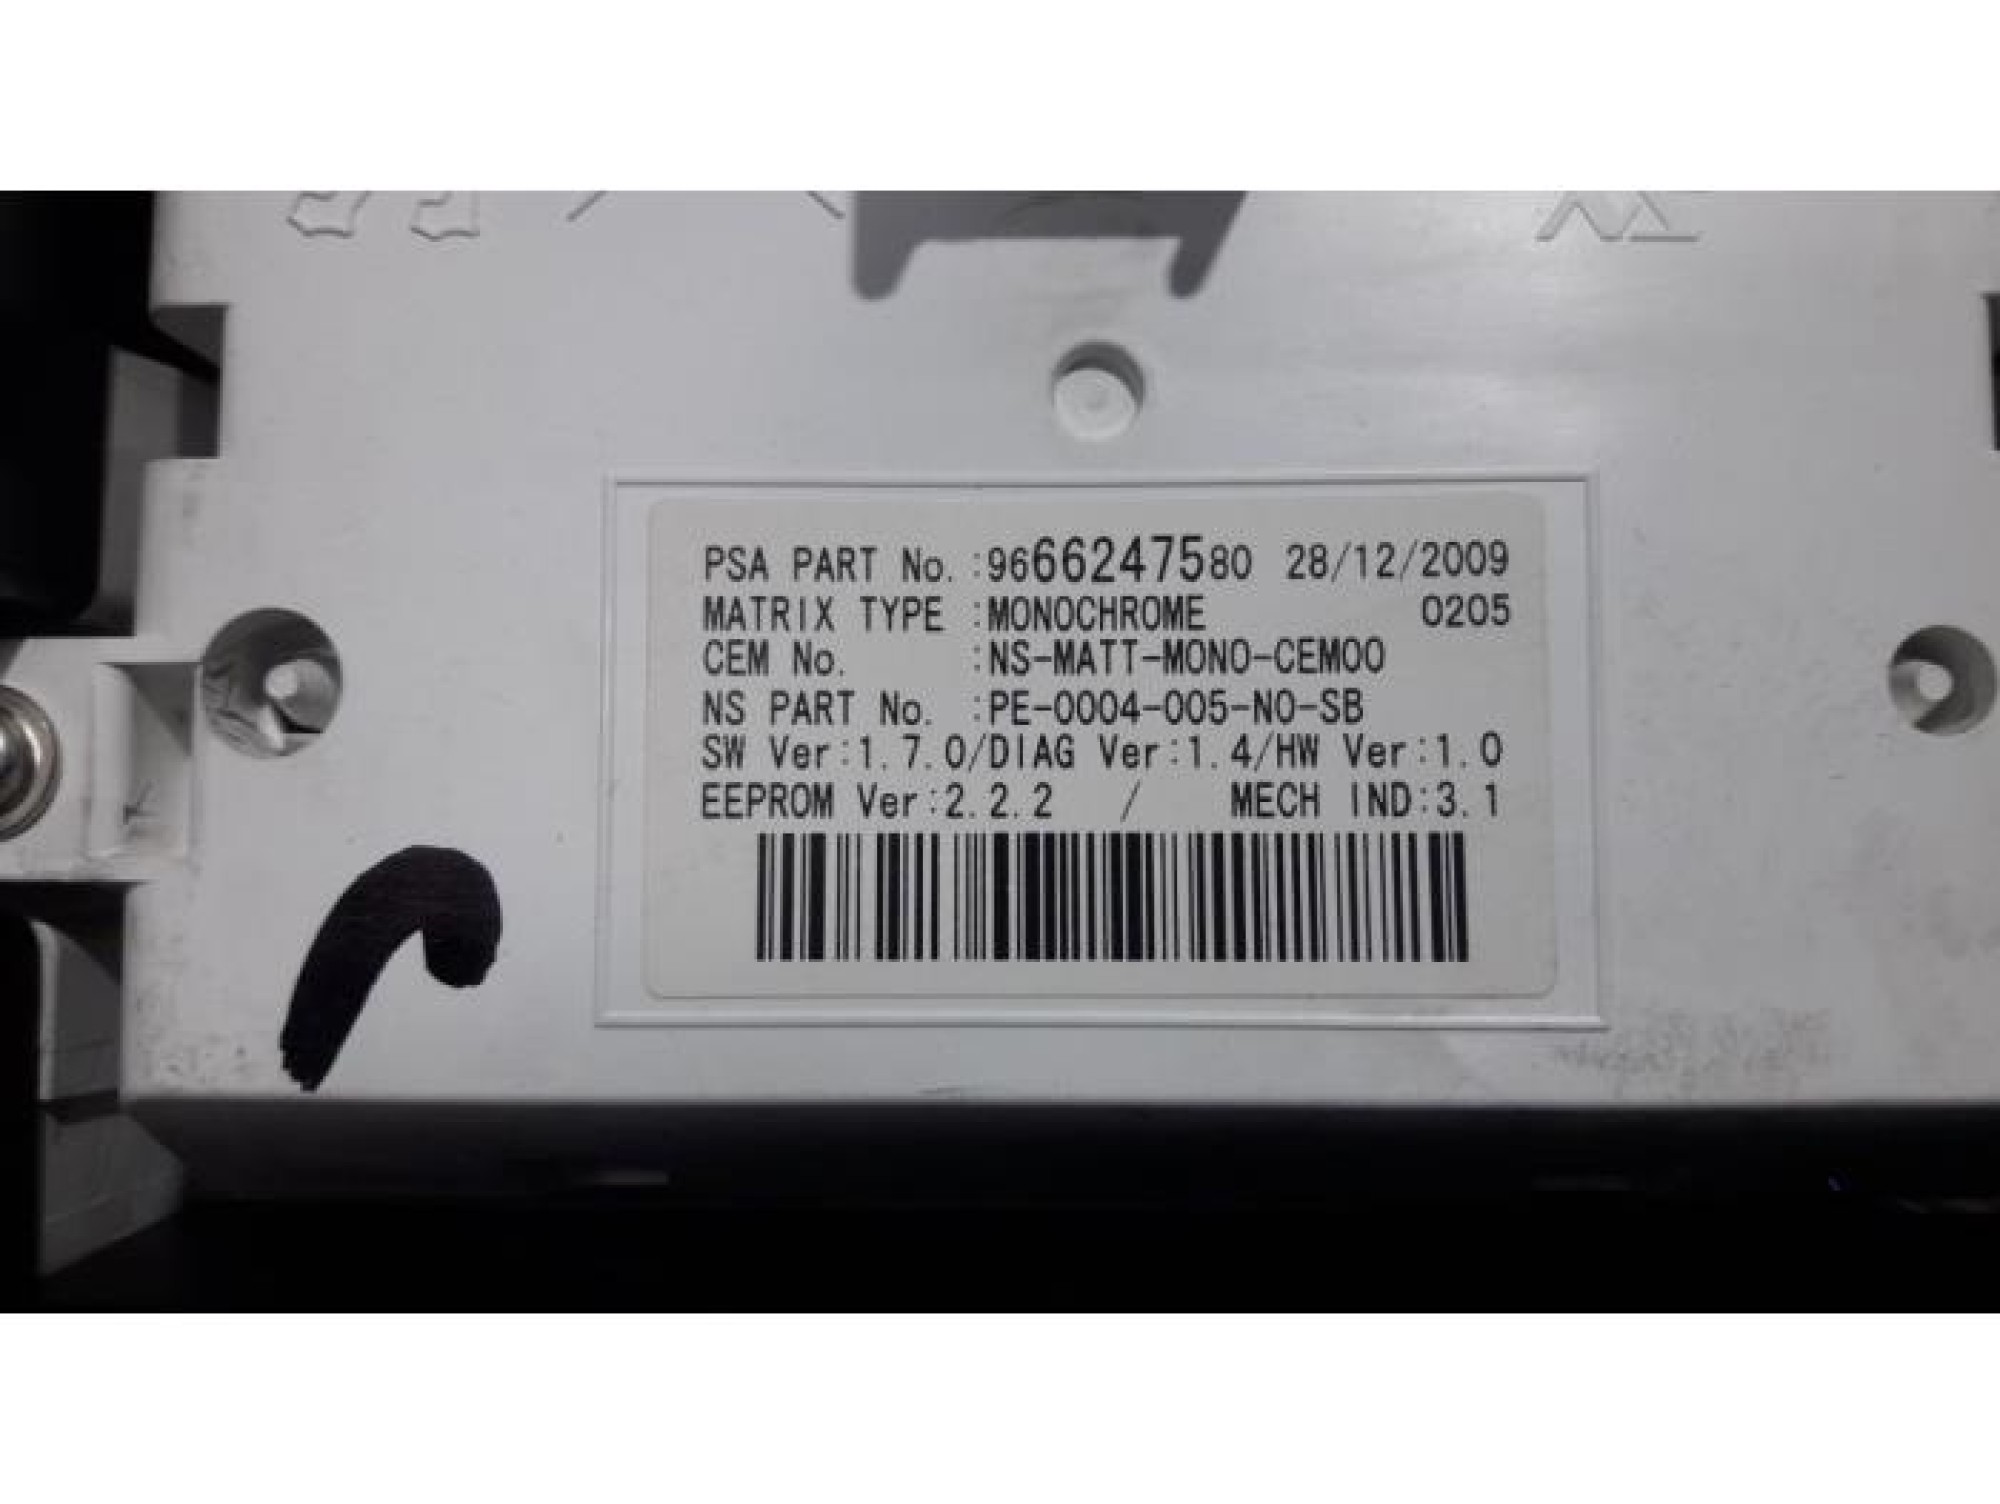 PSA PART No. :9666247580 28/12/2009
MATRIX TYPE :MONOCHROME 0205
CEM No. :NS-MATT-MONO-CEM00
NS PART No. :PE-0004-005-NO-SB
SW Ver:1.7.0/DIAG Ver:1.4/HW Ver:1.0
EEPROM Ver:2.2.2 / MECH IND:3.1